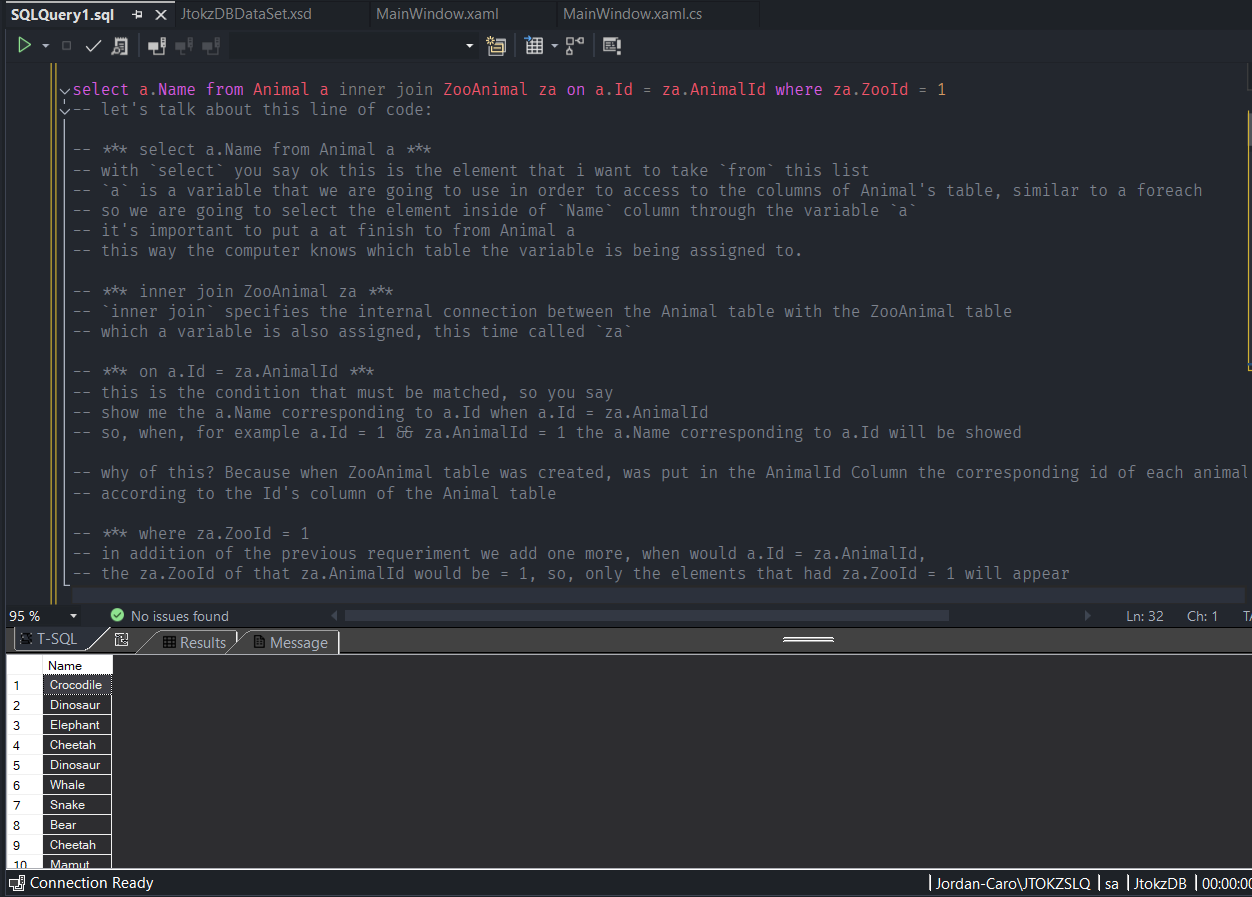 SQLQuery1.sql JtokzDBDataSet.xsd MainWindow.xaml MainWindow.xaml.cs
select a.Name from Animal a inner join ZooAnimal za on a.Id = za.AnimalId where za.ZooId = 1
-- let's talk about this line of code:
-- *** select a.Name from Animal a ***
-- with `select` you say ok this is the element that i want to take `from` this list
-- `a` is a variable that we are going to use in order to access to the columns of Animal's table, similar to a foreach
-- so we are going to select the element inside of `Name` column through the variable `a`
-- it's important to put a at finish to from Animal a
-- this way the computer knows which table the variable is being assigned to.
-- *** inner join ZooAnimal za ***
-- `inner join` specifies the internal connection between the Animal table with the ZooAnimal table
-- which a variable is also assigned, this time called `za`
-- *** on a.Id = za.AnimalId ***
-- this is the condition that must be matched, so you say
-- show me the a.Name corresponding to a.Id when a.Id = za.AnimalId
-- so, when, for example a.Id = 1 && za.AnimalId = 1 the a.Name corresponding to a.Id will be showed
-- why of this? Because when ZooAnimal table was created, was put in the AnimalId Column the corresponding id of each animal
-- according to the Id's column of the Animal table
-- *** where za.ZooId = 1
-- in addition of the previous requeriment we add one more, when would a.Id = za.AnimalId,
-- the za.ZooId of that za.AnimalId would be = 1, so, only the elements that had za.ZooId = 1 will appear
95 % No issues found Ln: 32 Ch: 1
T-SQL Results Message
Name
1 Crocodile
2 Dinosaur
3 Elephant
4 Cheetah
5 Dinosaur
6 Whale
7 Snake
8 Bear
9 Cheetah
10 Mamut
Connection Ready Jordan-Caro\JTOKZSLQ sa JtokzDB 00:00:00